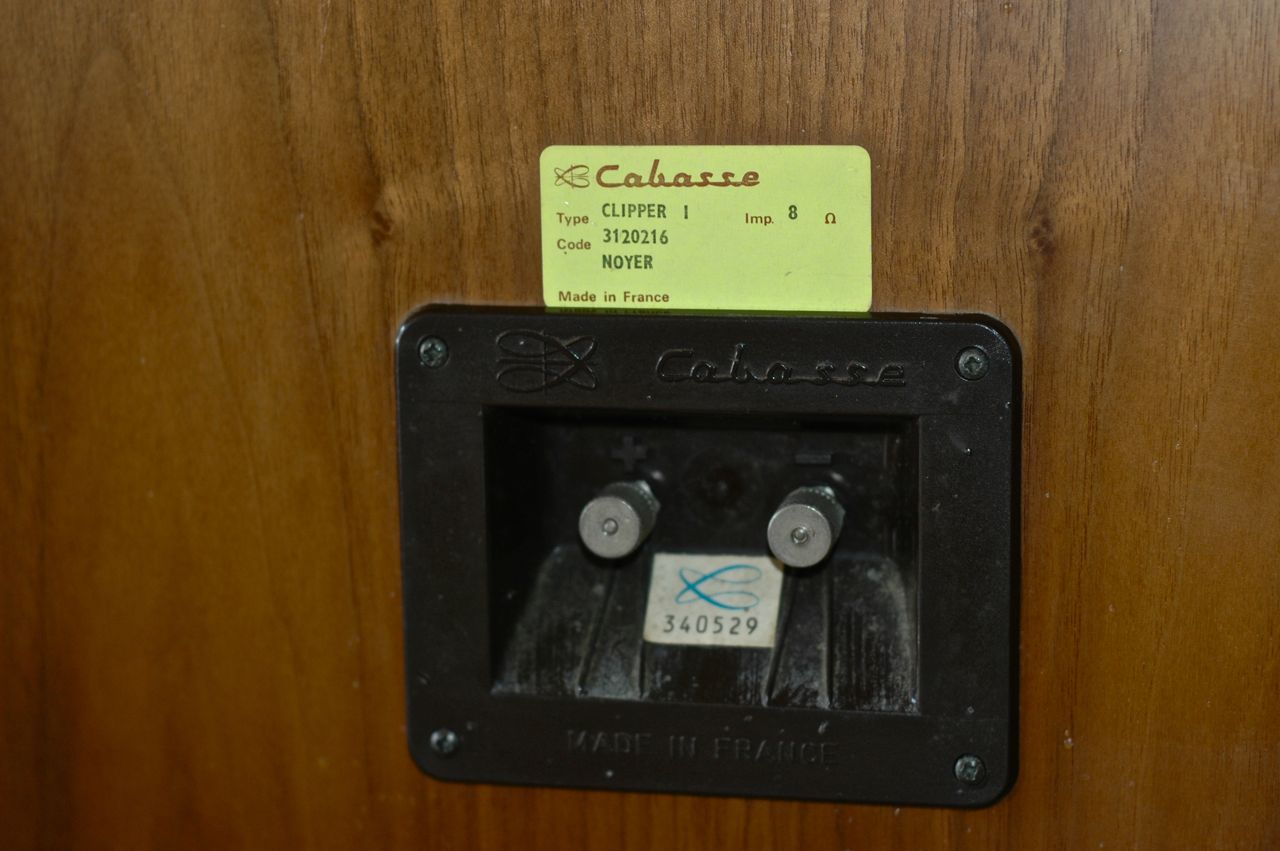 Cabasse
Type CLIPPER I Imp. 8 Ω
Code 3120216
NOYER
Made in France
Cabasse
+ −
340529
MADE IN FRANCE